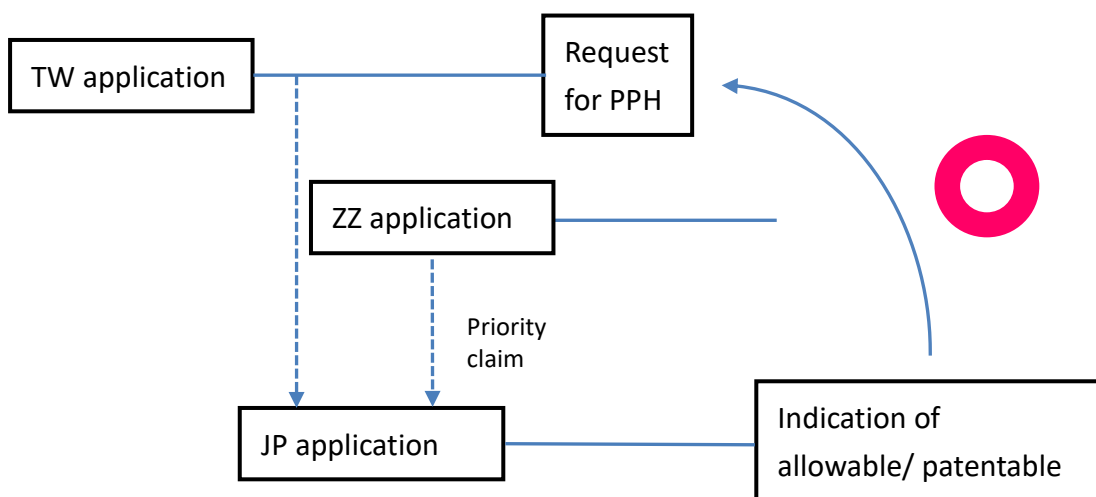 TW application
Request
for PPH
ZZ application
Priority
claim
JP application
Indication of
allowable/ patentable